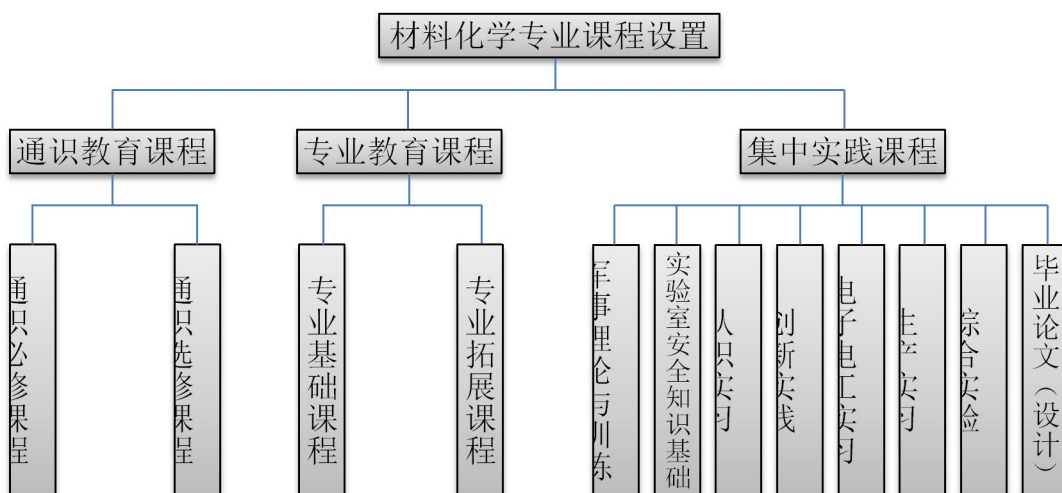 材料化学专业课程设置
通识教育课程
专业教育课程
集中实践课程
通识必修课程
通识选修课程
专业基础课程
专业拓展课程
军事理论与训练
实验室安全知识基础
认识实习
创新实践
电子电工实习
生产实习
综合实验
毕业论文（设计）